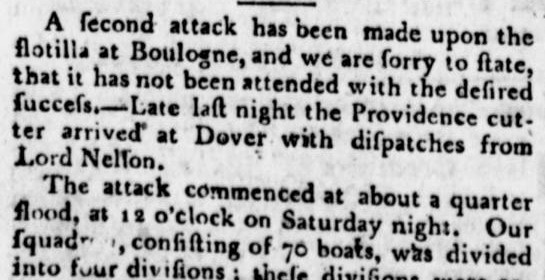 A ſecond attack has been made upon the
flotilla at Boulogne, and we are ſorry to ſtate,
that it has not been attended with the deſired
ſucceſs.—Late laſt night the Providence cut-
ter arrived at Dover with diſpatches from
Lord Nelſon.
The attack commenced at about a quarter
flood, at 12 o'clock on Saturday night. Our
, conſiſting of 70 boats, was divided
into four diviſions; theſe diviſions